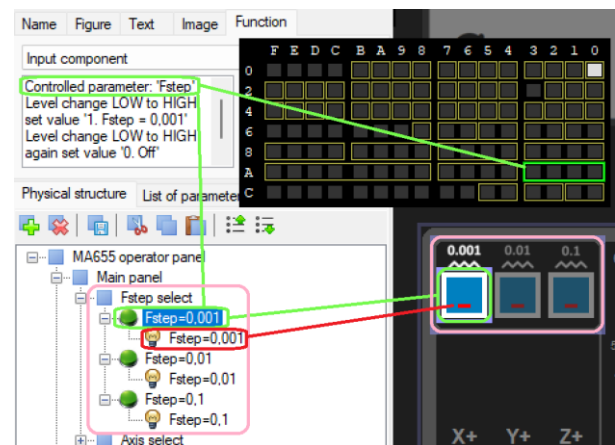 Name Figure Text Image Function
Input component
Controlled parameter: 'Fstep'
Level change LOW to HIGH
set value '1. Fstep = 0,001'
Level change LOW to HIGH
again set value '0. Off'
F E D C B A 9 8 7 6 5 4 3 2 1 0
0
2
4
6
8
A
C
Physical structure List of paramete
MA655 operator panel
Main panel
Fstep select
Fstep=0,001
Fstep=0,001
Fstep=0,01
Fstep=0,01
Fstep=0,1
Fstep=0,1
Axis select
0.001 0.01 0.1
X+ Y+ Z+